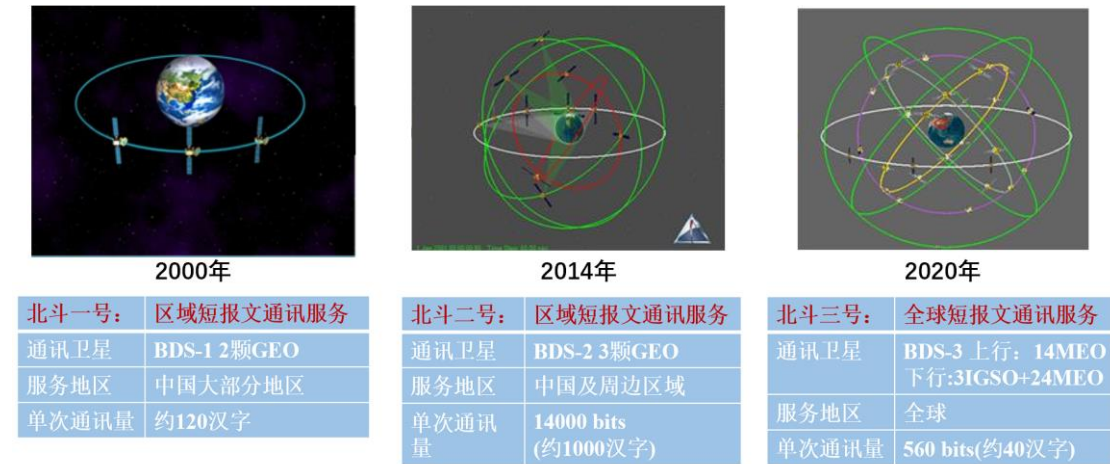 2000年
北斗一号： 区域短报文通讯服务
通讯卫星 BDS-1 2颗GEO
服务地区 中国大部分地区
单次通讯量 约120汉字
2014年
北斗二号： 区域短报文通讯服务
通讯卫星 BDS-2 3颗GEO
服务地区 中国及周边区域
单次通讯量 14000 bits
(约1000汉字)
2020年
北斗三号： 全球短报文通讯服务
通讯卫星 BDS-3 上行：14MEO
下行:3IGSO+24MEO
服务地区 全球
单次通讯量 560 bits(约40汉字)